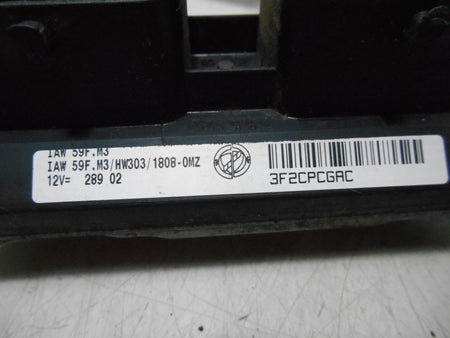 IAW 59F.M3
IAW 59F.M3/HW303/1808-0MZ
12V= 289 02
3F2CPCGAC